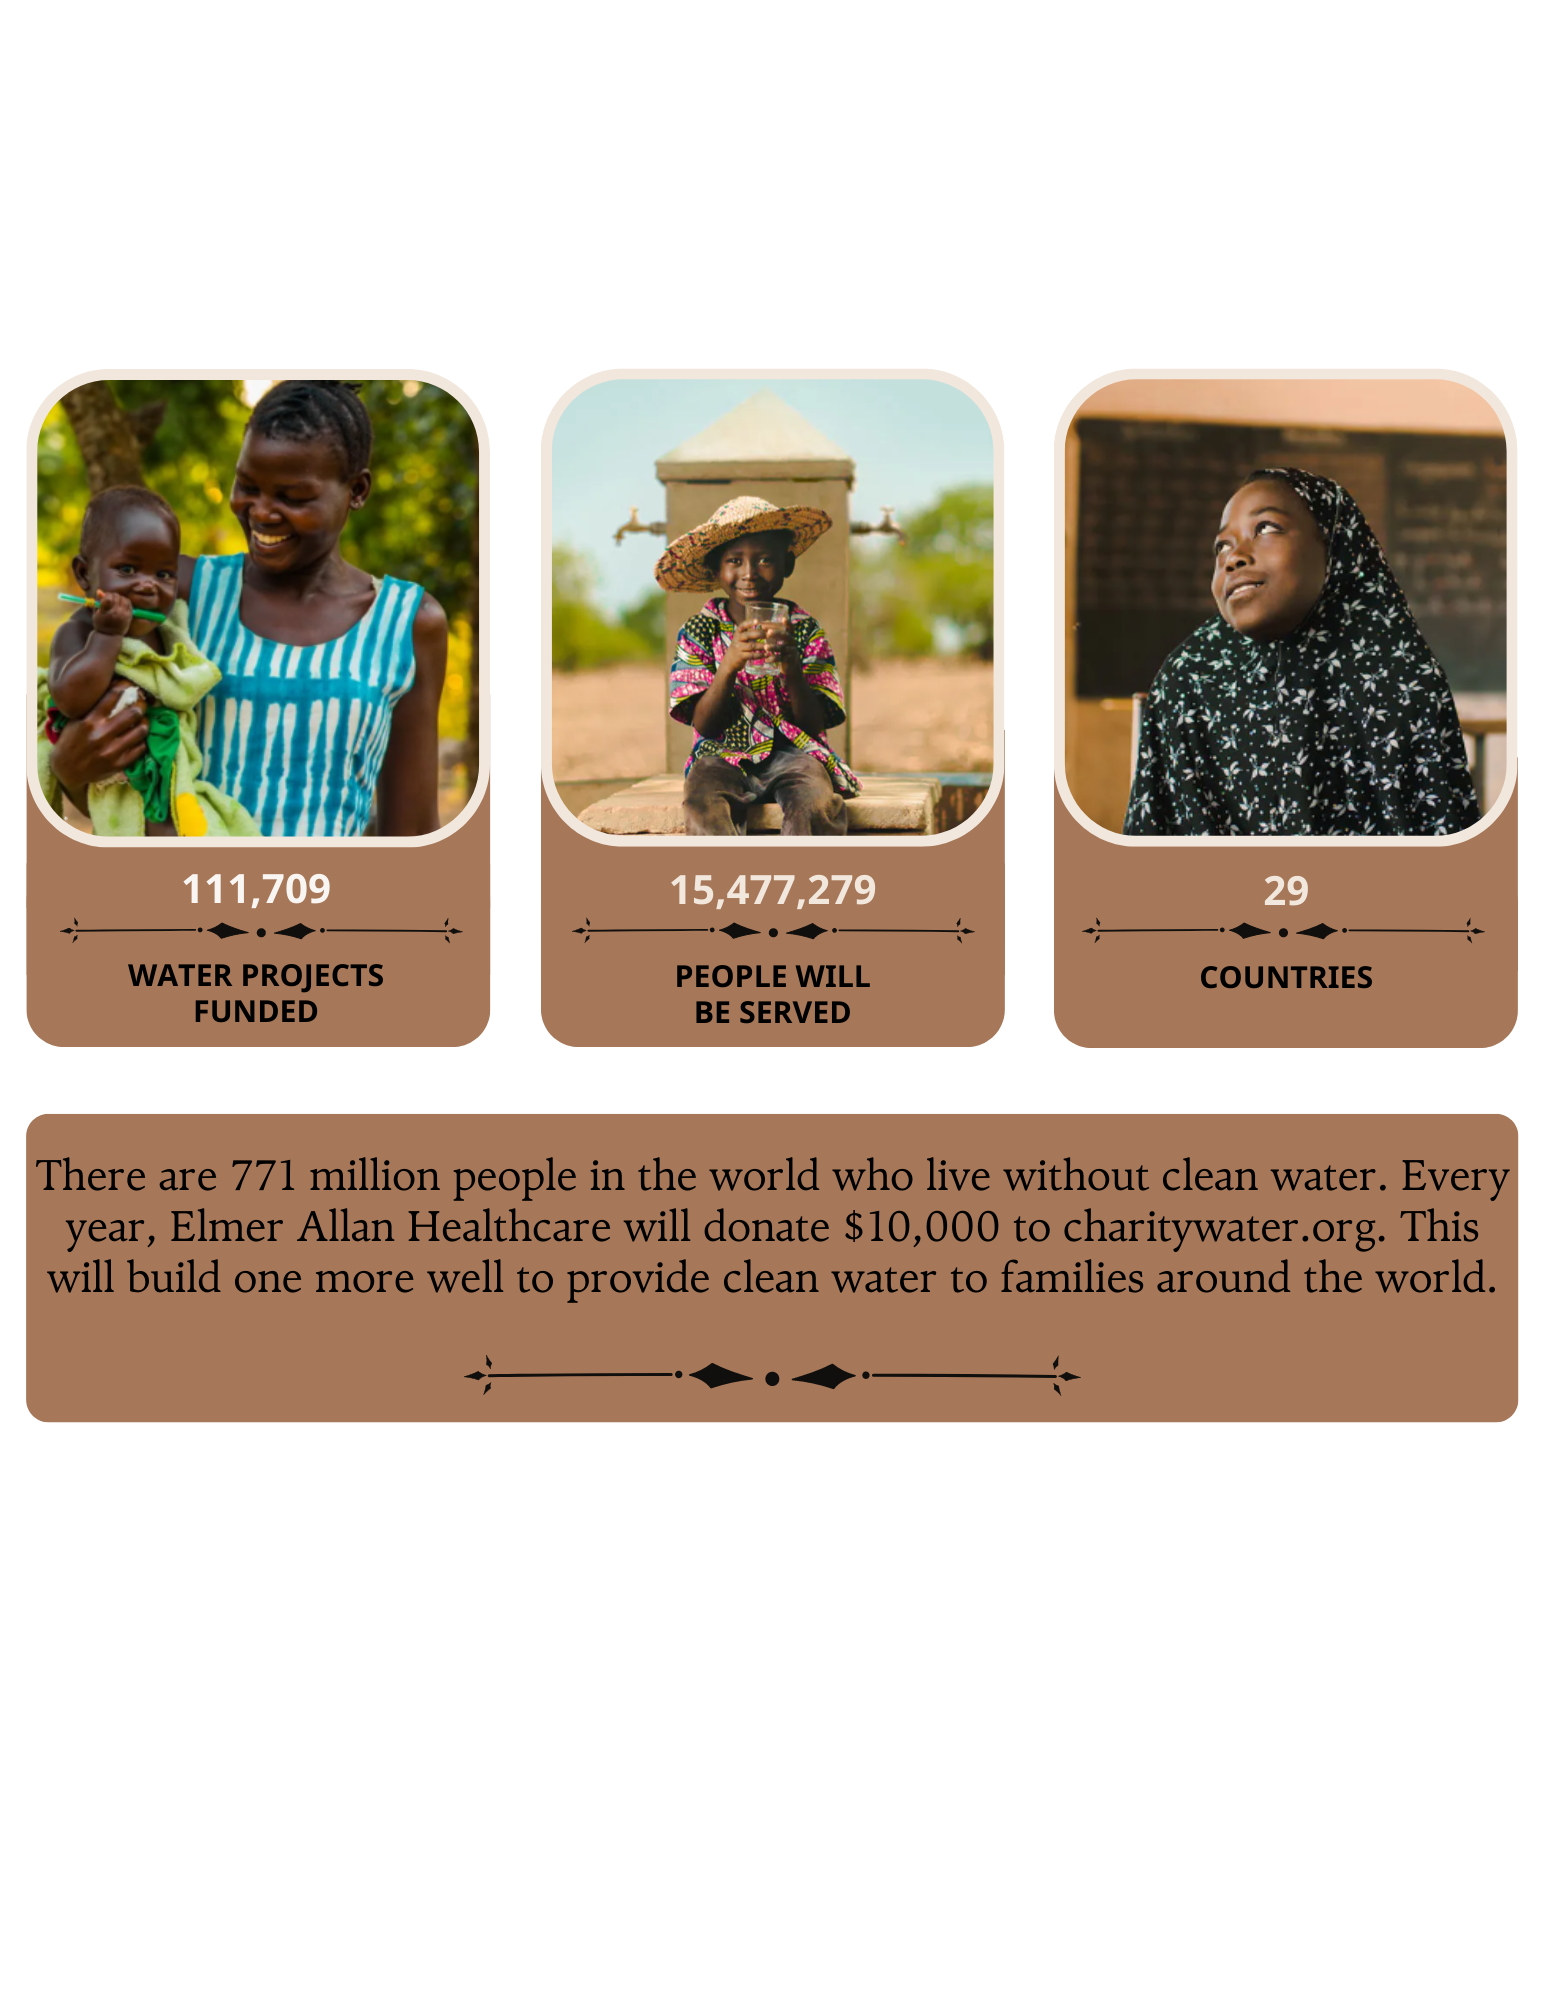 111,709
WATER PROJECTS
FUNDED
15,477,279
PEOPLE WILL
BE SERVED
29
COUNTRIES
There are 771 million people in the world who live without clean water. Every
year, Elmer Allan Healthcare will donate $10,000 to charitywater.org. This
will build one more well to provide clean water to families around the world.